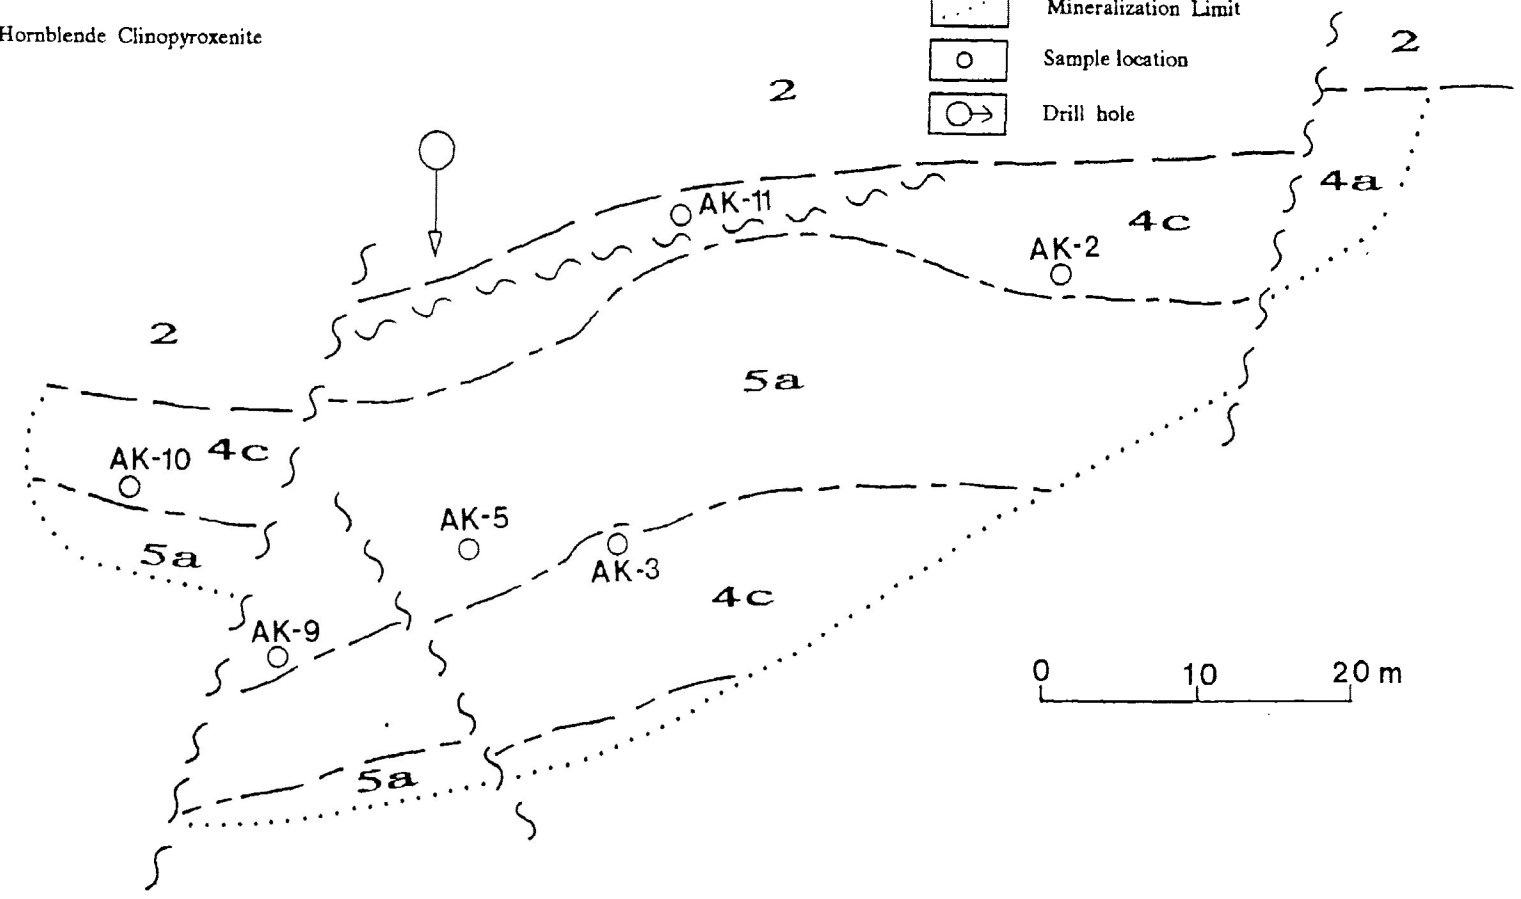 Mineralization Limit
Hornblende Clinopyroxenite
2
Sample location
2
Drill hole
4a
AK-11
4c
AK-2
2
5a
4c
AK-10
AK-5
5a
AK-3
4c
AK-9
0 10 20 m
5a